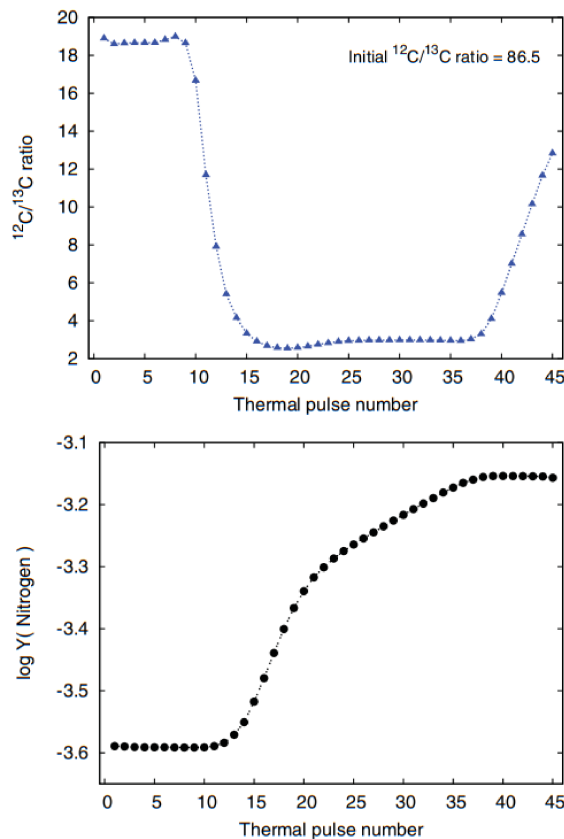 20
18
16
14
12
10
8
6
4
2
¹²C/¹³C ratio
Initial ¹²C/¹³C ratio = 86.5
0 5 10 15 20 25 30 35 40 45
Thermal pulse number
-3.1
-3.2
-3.3
-3.4
-3.5
-3.6
log Y( Nitrogen )
0 5 10 15 20 25 30 35 40 45
Thermal pulse number